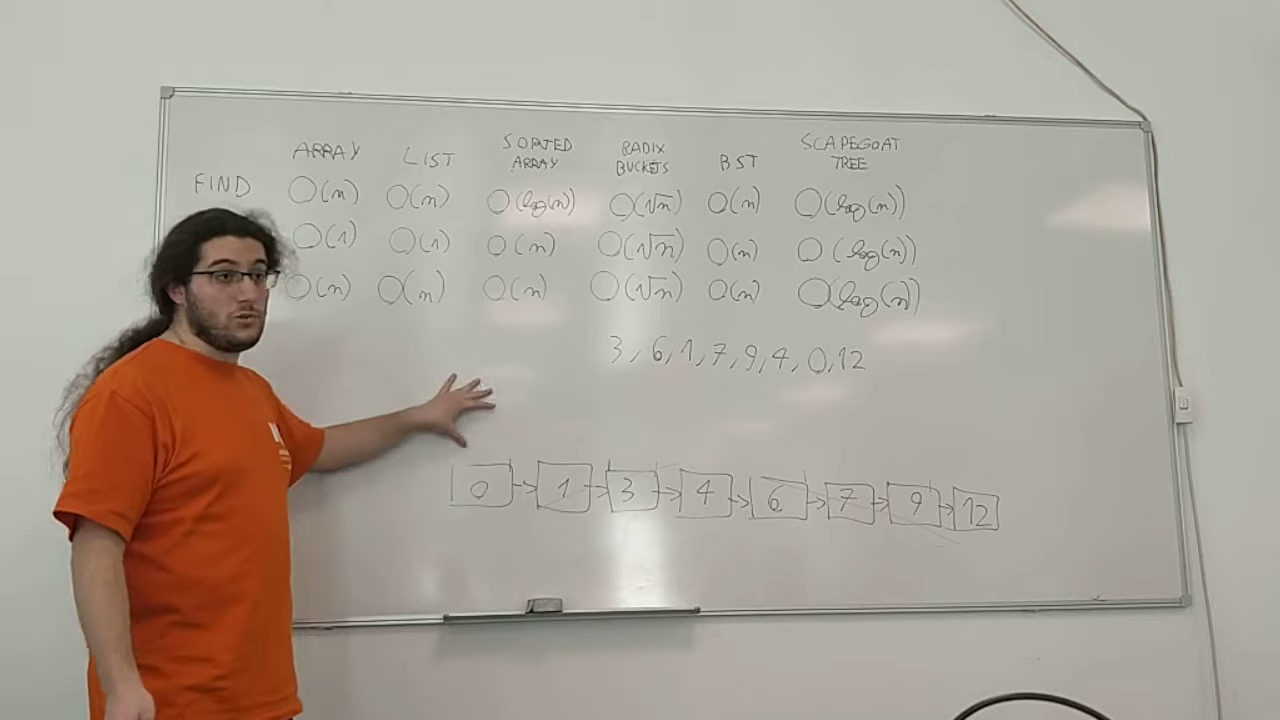 ARRAY LIST SORTED ARRAY RADIX BUCKETS BST SCAPEGOAT TREE
FIND O(n) O(n) O(log(n)) O(√n) O(n) O(log(n))
O(1) O(1) O(n) O(√n) O(n) O(log(n))
O(n) O(n) O(n) O(√n) O(n) O(log(n))
3, 6, 1, 7, 9, 4, 0, 12
0 → 1 → 3 → 4 → 6 → 7 → 9 → 12